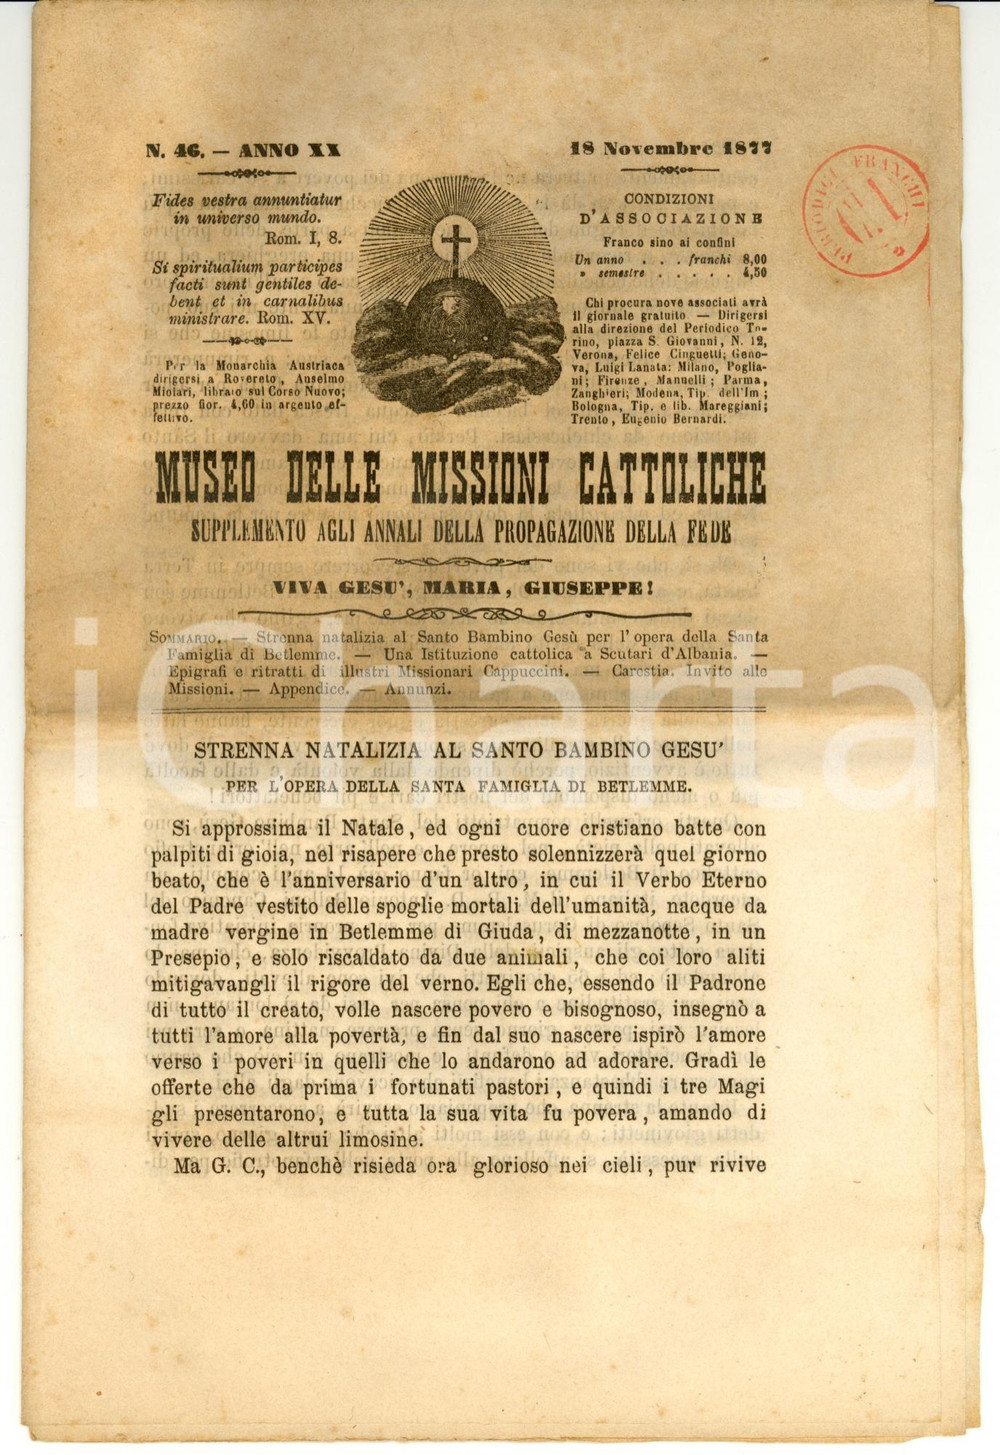 N. 46. — ANNO XX
18 Novembre 1877
Fides vestra annuntiatur
in universo mundo.
Rom. I, 8.
Si spiritualium participes
facti sunt gentiles de-
bent et in carnalibus
ministrare. Rom. XV.
Per la Monarchia Austriaca
dirigersi a Rovereto, Anselmo
Miolari, libraio sul Corso Nuovo;
prezzo fior. 4,60 in argento ef-
fettivo.
CONDIZIONI
D'ASSOCIAZIONE
Franco sino ai confini
Un anno . . . franchi 8,00
» semestre . . . . . 4,50
Chi procura nove associati avrà
il giornale gratuito — Dirigersi
alla direzione del Periodico To-
rino, piazza S. Giovanni, N. 12,
Verona, Felice Cinguetti; Geno-
va, Luigi Lanata: Milano, Poglia-
ni; Firenze, Manuelli; Parma,
Zangheri; Modena, Tip. dell'Im;
Bologna, Tip. e lib. Mareggiani;
Trento, Eugenio Bernardi.
PERIODICI FRANCHI
MUSEO DELLE MISSIONI CATTOLICHE
SUPPLEMENTO AGLI ANNALI DELLA PROPAGAZIONE DELLA FEDE
VIVA GESU', MARIA, GIUSEPPE!
SOMMARIO. — Strenna natalizia al Santo Bambino Gesù per l'opera della Santa
Famiglia di Betlemme. — Una Istituzione cattolica a Scutari d'Albania. —
Epigrafi e ritratti di illustri Missionari Cappuccini. — Carestia. Invito alle
Missioni. — Appendice. — Annunzi.
STRENNA NATALIZIA AL SANTO BAMBINO GESU'
PER L'OPERA DELLA SANTA FAMIGLIA DI BETLEMME.
Si approssima il Natale, ed ogni cuore cristiano batte con
palpiti di gioia, nel risapere che presto solennizzerà quel giorno
beato, che è l'anniversario d'un altro, in cui il Verbo Eterno
del Padre vestito delle spoglie mortali dell'umanità, nacque da
madre vergine in Betlemme di Giuda, di mezzanotte, in un
Presepio, e solo riscaldato da due animali, che coi loro aliti
mitigavangli il rigore del verno. Egli che, essendo il Padrone
di tutto il creato, volle nascere povero e bisognoso, insegnò a
tutti l'amore alla povertà, e fin dal suo nascere ispirò l'amore
verso i poveri in quelli che lo andarono ad adorare. Gradì le
offerte che da prima i fortunati pastori, e quindi i tre Magi
gli presentarono, e tutta la sua vita fu povera, amando di
vivere delle altrui limosine.
Ma G. C., benchè risieda ora glorioso nei cieli, pur rivive
iCharta